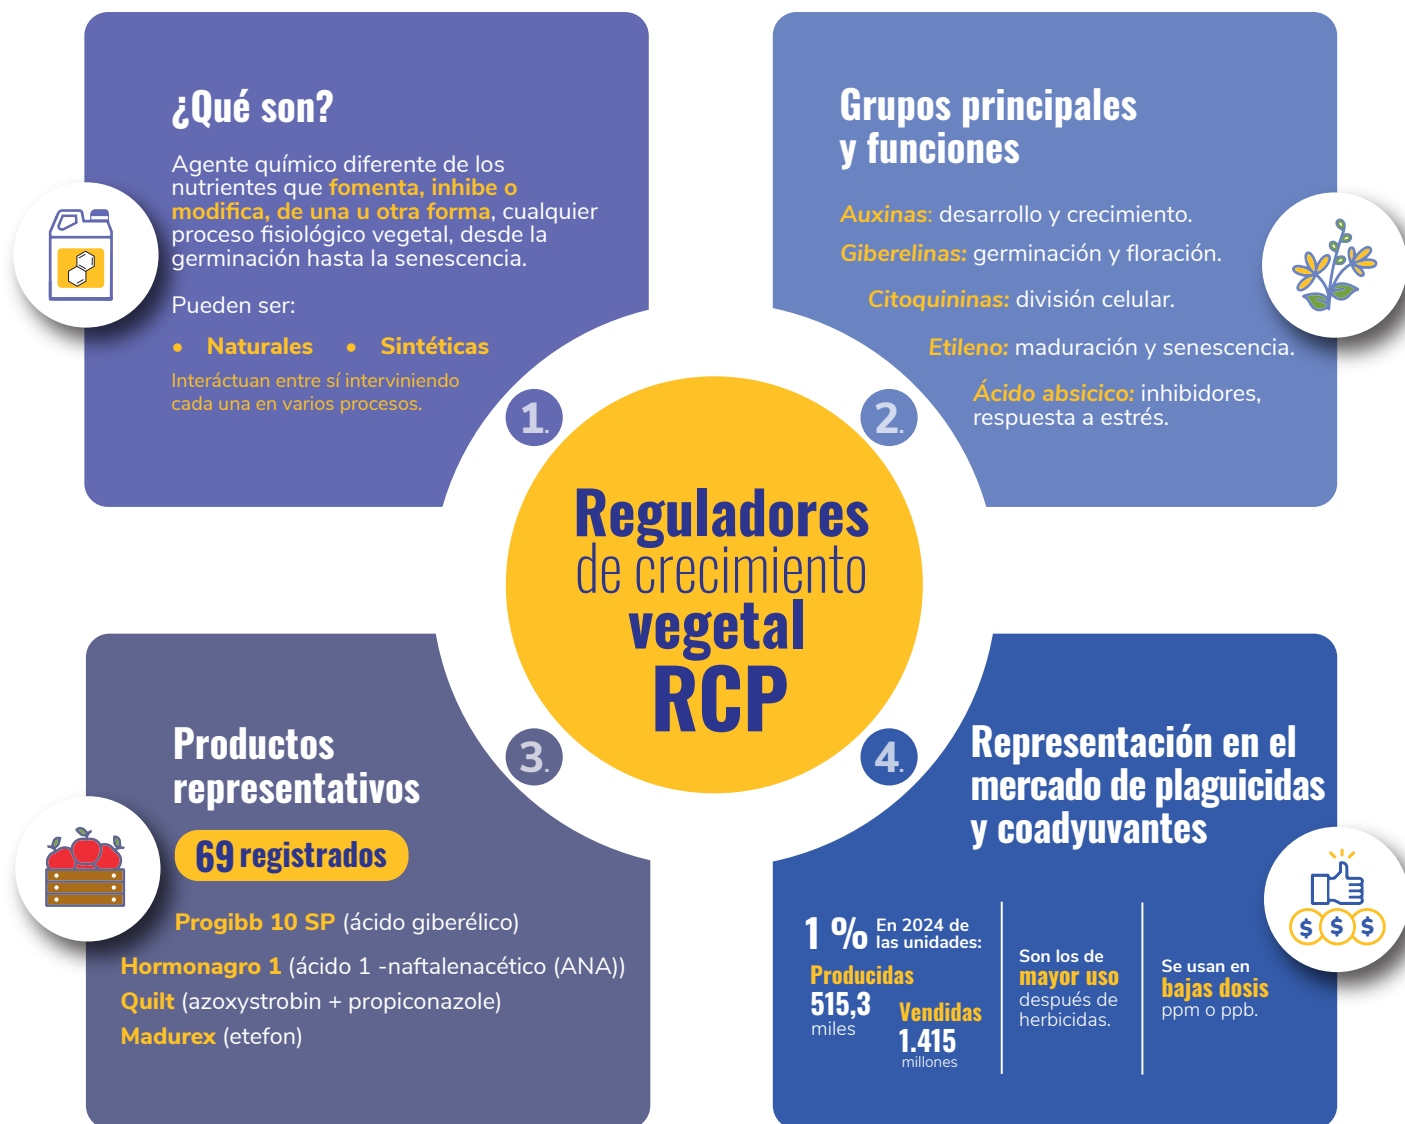 ¿Qué son?
Agente químico diferente de los
nutrientes que fomenta, inhibe o
modifica, de una u otra forma, cualquier
proceso fisiológico vegetal, desde la
germinación hasta la senescencia.
Pueden ser:
• Naturales • Sintéticas
Interáctuan entre sí interviniendo
cada una en varios procesos.
1.
Grupos principales
y funciones
Auxinas: desarrollo y crecimiento.
Giberelinas: germinación y floración.
Citoquininas: división celular.
Etileno: maduración y senescencia.
Ácido absicico: inhibidores,
respuesta a estrés.
2.
Reguladores
de crecimiento
vegetal
RCP
3.
Productos
representativos
69 registrados
Progibb 10 SP (ácido giberélico)
Hormonagro 1 (ácido 1 -naftalenacético (ANA))
Quilt (azoxystrobin + propiconazole)
Madurex (etefon)
4.
Representación en el
mercado de plaguicidas
y coadyuvantes
$ $ $
1 % En 2024 de
las unidades:
Producidas
515,3
miles
Vendidas
1.415
millones
Son los de
mayor uso
después de
herbicidas.
Se usan en
bajas dosis
ppm o ppb.